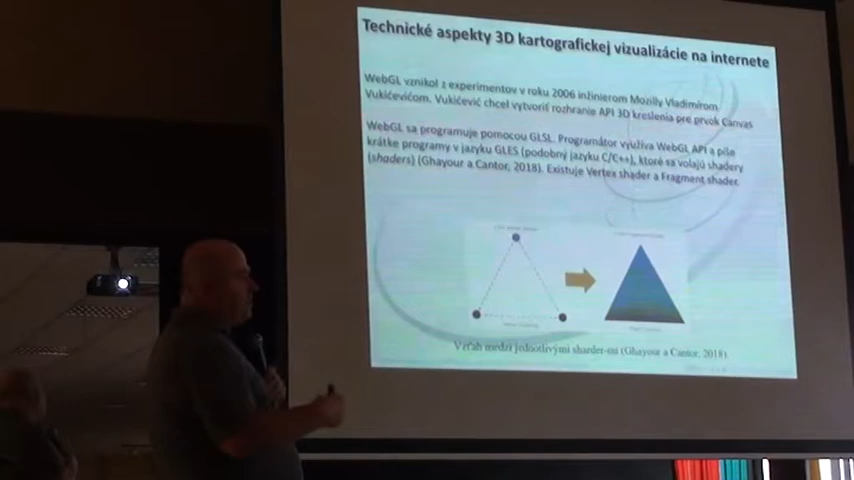 Technické aspekty 3D kartografickej vizualizácie na internete
WebGL vznikol z experimentov v roku 2006 inžinierom Mozilly Vladimírom
Vukičevićom. Vukičević chcel vytvoriť rozhranie API 3D kreslenia pre prvok Canvas
WebGL sa programuje pomocou GLSL. Programátor využíva WebGL API a píše
krátke programy v jazyku GLES (podobný jazyku C/C++), ktoré sa volajú shadery
(shaders) (Ghayour a Cantor, 2018). Existuje Vertex shader a Fragment shader.
Vzťah medzi jednotlivými sharder-mi (Ghayour a Cantor, 2018).